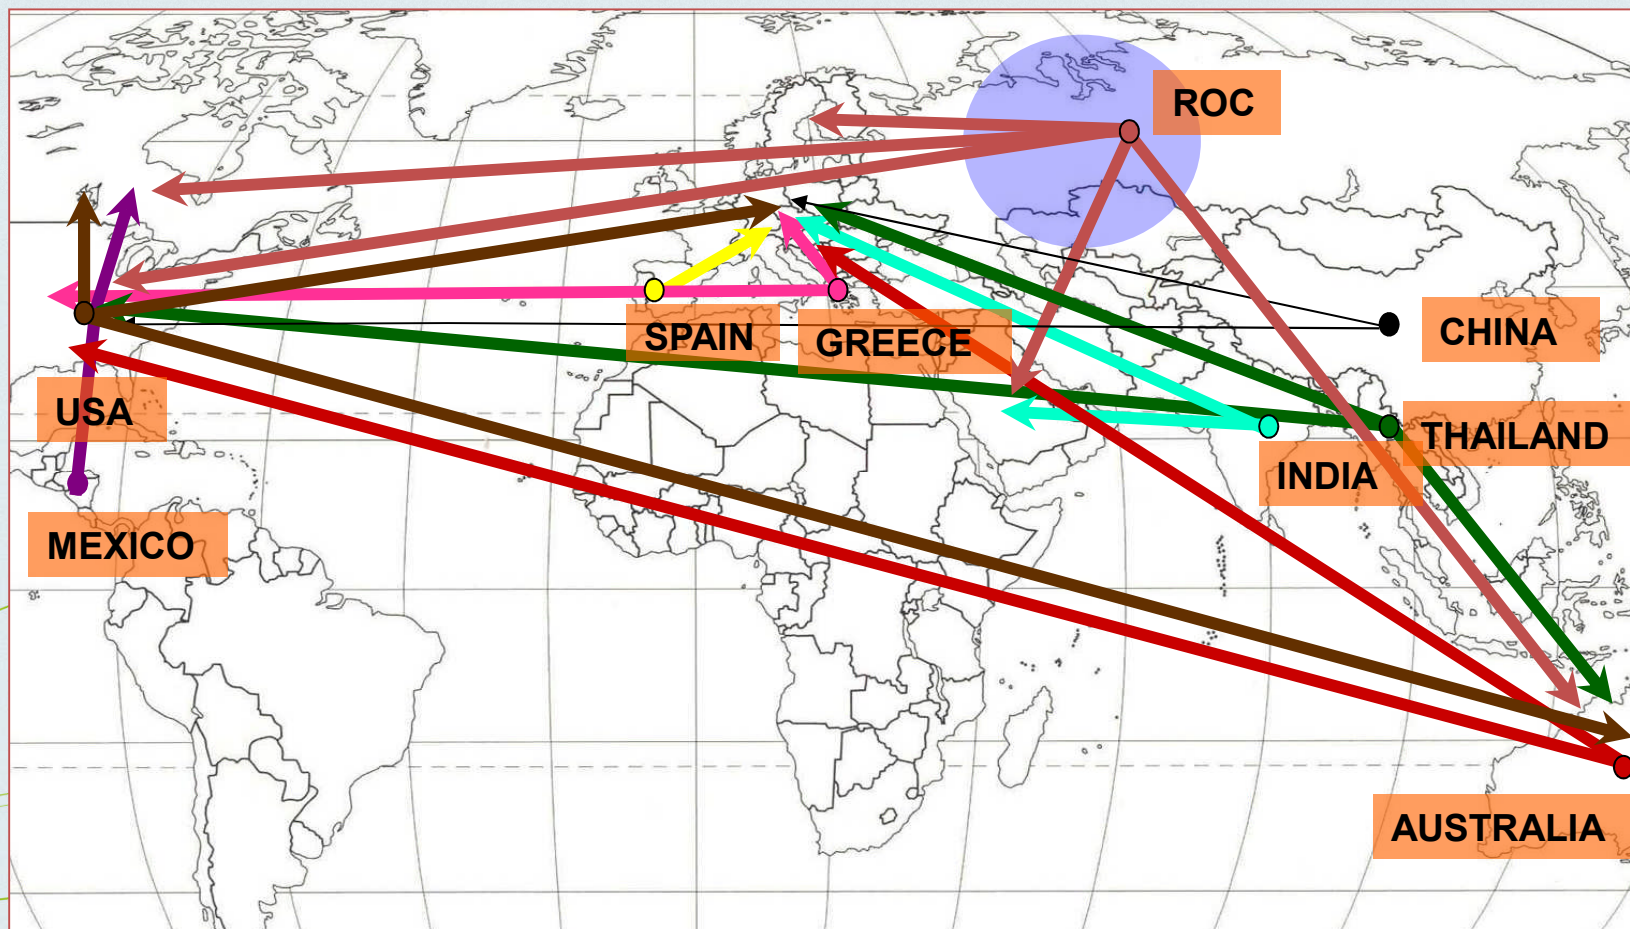 ROC
SPAIN
GREECE
CHINA
USA
THAILAND
INDIA
MEXICO
AUSTRALIA